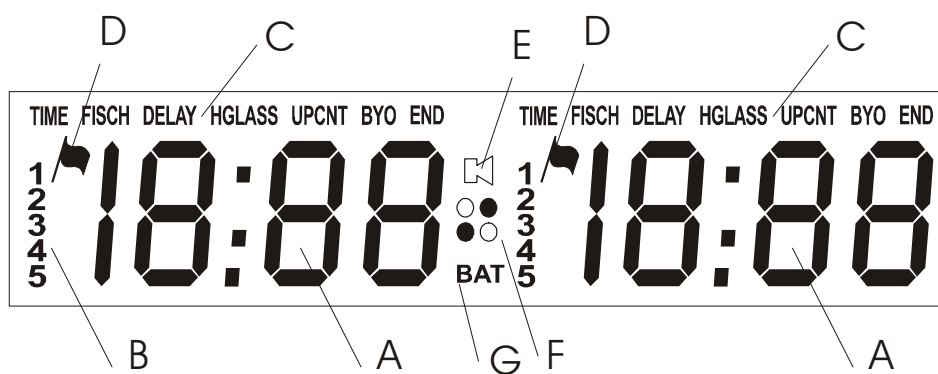 D C E D C
TIME FISCH DELAY HGLASS UPCNT BYO END TIME FISCH DELAY HGLASS UPCNT BYO END
1 18:88 1 18:88
2 2
3 3
4 4
5 BAT 5
B A G F A